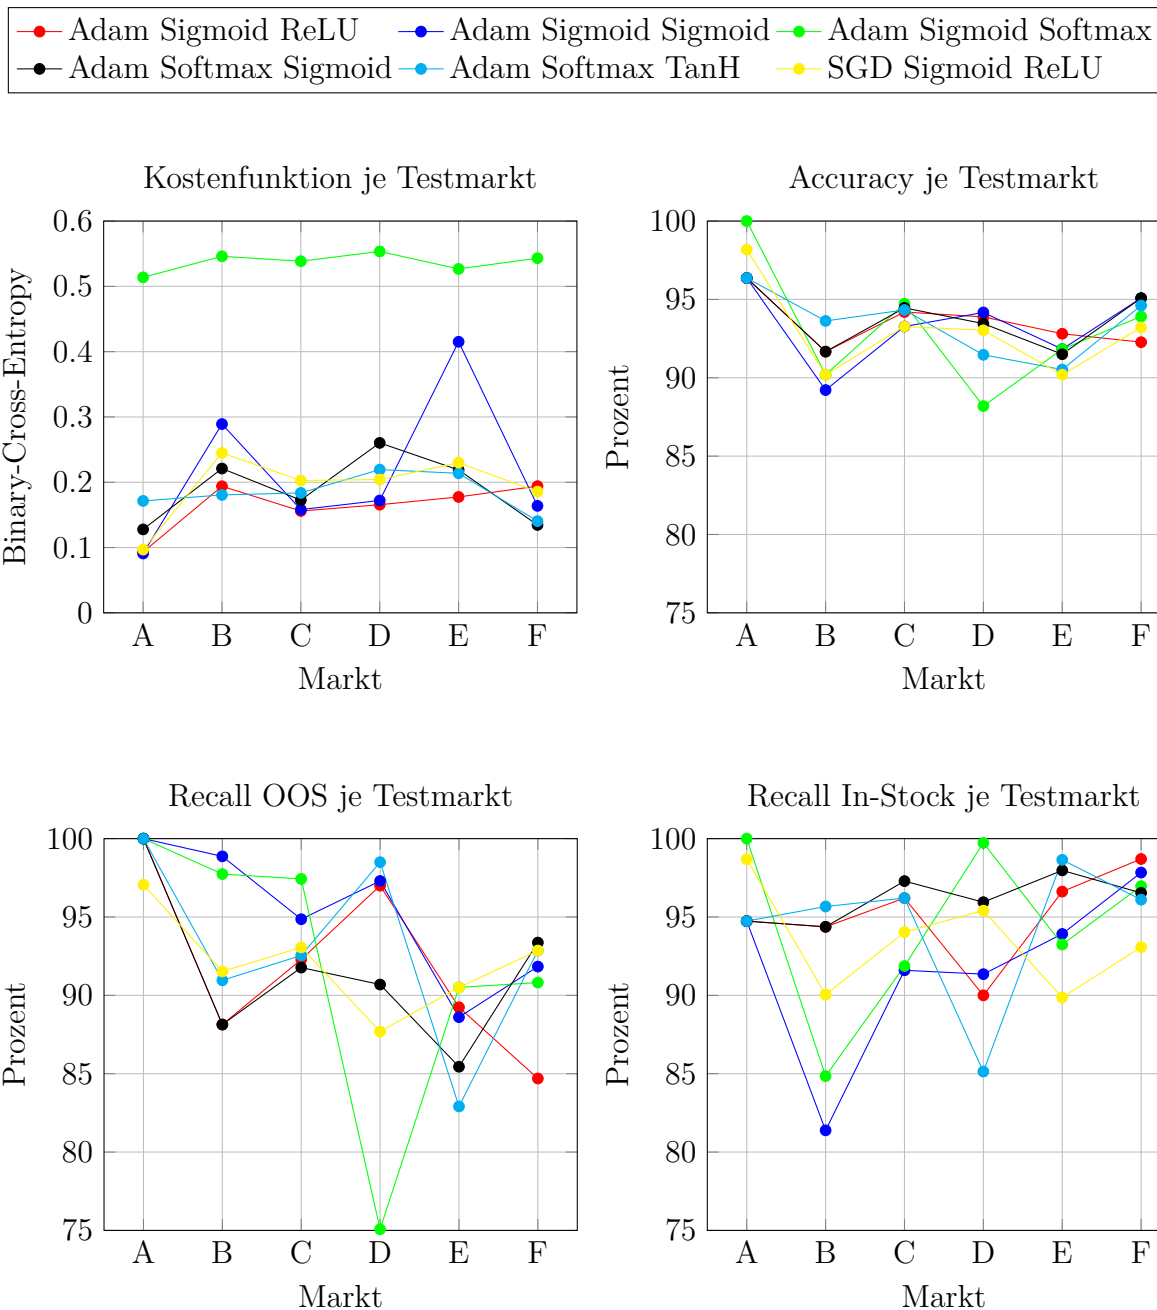 Adam Sigmoid ReLU Adam Sigmoid Sigmoid Adam Sigmoid Softmax
Adam Softmax Sigmoid Adam Softmax TanH SGD Sigmoid ReLU
Kostenfunktion je Testmarkt
0.6
0.5
0.4
0.3
0.2
0.1
0
Binary-Cross-Entropy
A B C D E F
Markt
Accuracy je Testmarkt
100
95
90
85
80
75
Prozent
A B C D E F
Markt
Recall OOS je Testmarkt
100
95
90
85
80
75
Prozent
A B C D E F
Markt
Recall In-Stock je Testmarkt
100
95
90
85
80
75
Prozent
A B C D E F
Markt